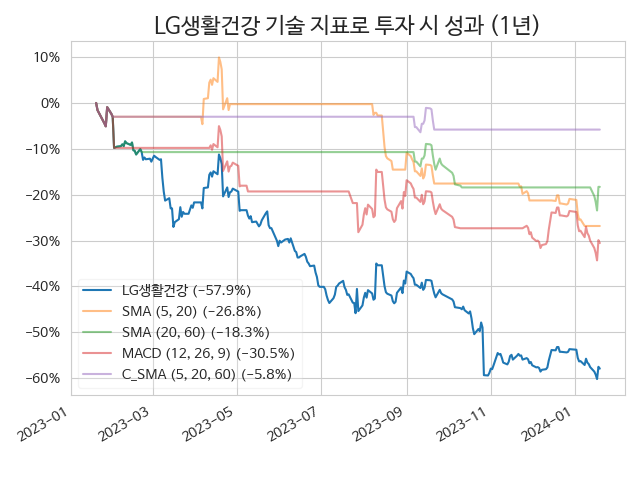 LG생활건강 기술 지표로 투자 시 성과 (1년)
10%
0%
−10%
−20%
−30%
−40%
−50%
−60%
LG생활건강 (−57.9%)
SMA (5, 20) (−26.8%)
SMA (20, 60) (−18.3%)
MACD (12, 26, 9) (−30.5%)
C_SMA (5, 20, 60) (−5.8%)
2023−01
2023−03
2023−05
2023−07
2023−09
2023−11
2024−01